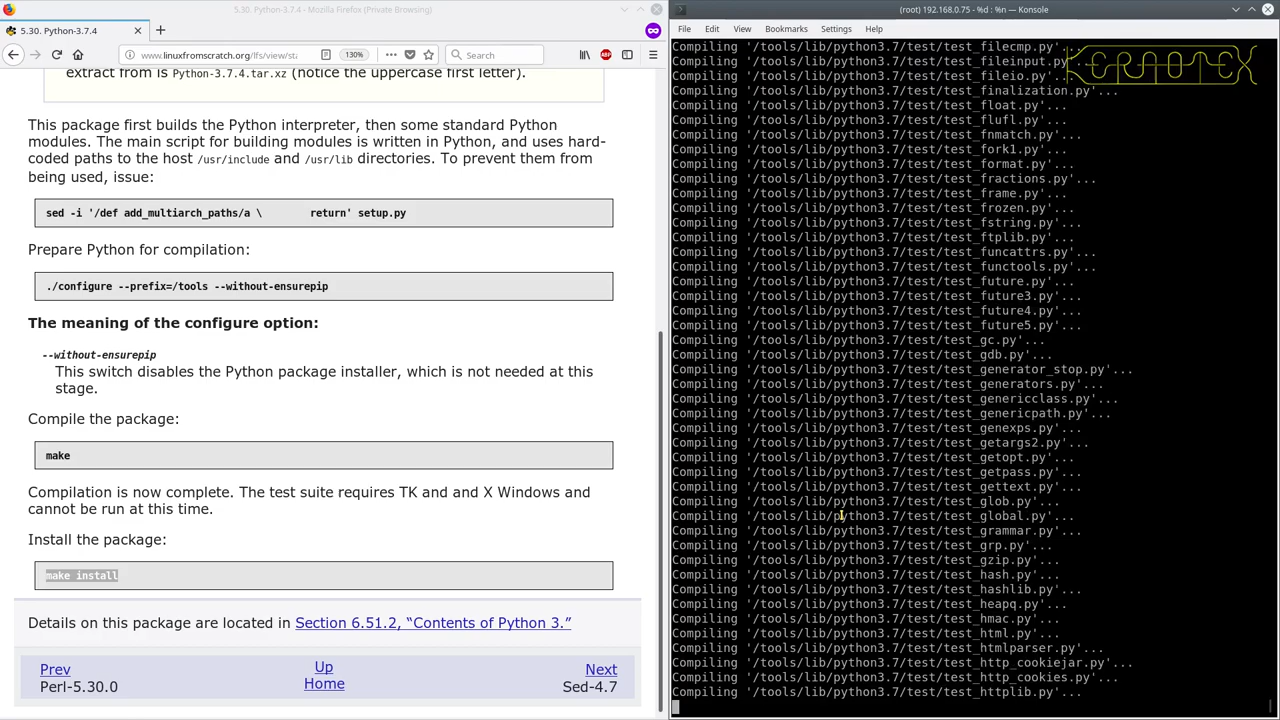 5.30. Python-3.7.4 - Mozilla Firefox (Private Browsing)
5.30. Python-3.7.4
www.linuxfromscratch.org/lfs/view/sta
130%
Search
extract from is Python-3.7.4.tar.xz (notice the uppercase first letter).
This package first builds the Python interpreter, then some standard Python
modules. The main script for building modules is written in Python, and uses hard-
coded paths to the host /usr/include and /usr/lib directories. To prevent them from
being used, issue:
sed -i '/def add_multiarch_paths/a \ return' setup.py
Prepare Python for compilation:
./configure --prefix=/tools --without-ensurepip
The meaning of the configure option:
--without-ensurepip
This switch disables the Python package installer, which is not needed at this
stage.
Compile the package:
make
Compilation is now complete. The test suite requires TK and and X Windows and
cannot be run at this time.
Install the package:
make install
Details on this package are located in Section 6.51.2, “Contents of Python 3.”
Prev
Up
Next
Perl-5.30.0
Home
Sed-4.7
(root) 192.168.0.75 - %d : %n — Konsole
File Edit View Bookmarks Settings Help
Compiling '/tools/lib/python3.7/test/test_filecmp.py'...
Compiling '/tools/lib/python3.7/test/test_fileinput.py'...
Compiling '/tools/lib/python3.7/test/test_fileio.py'...
Compiling '/tools/lib/python3.7/test/test_finalization.py'...
Compiling '/tools/lib/python3.7/test/test_float.py'...
Compiling '/tools/lib/python3.7/test/test_flufl.py'...
Compiling '/tools/lib/python3.7/test/test_fnmatch.py'...
Compiling '/tools/lib/python3.7/test/test_fork1.py'...
Compiling '/tools/lib/python3.7/test/test_format.py'...
Compiling '/tools/lib/python3.7/test/test_fractions.py'...
Compiling '/tools/lib/python3.7/test/test_frame.py'...
Compiling '/tools/lib/python3.7/test/test_frozen.py'...
Compiling '/tools/lib/python3.7/test/test_fstring.py'...
Compiling '/tools/lib/python3.7/test/test_ftplib.py'...
Compiling '/tools/lib/python3.7/test/test_funcattrs.py'...
Compiling '/tools/lib/python3.7/test/test_functools.py'...
Compiling '/tools/lib/python3.7/test/test_future.py'...
Compiling '/tools/lib/python3.7/test/test_future3.py'...
Compiling '/tools/lib/python3.7/test/test_future4.py'...
Compiling '/tools/lib/python3.7/test/test_future5.py'...
Compiling '/tools/lib/python3.7/test/test_gc.py'...
Compiling '/tools/lib/python3.7/test/test_gdb.py'...
Compiling '/tools/lib/python3.7/test/test_generator_stop.py'...
Compiling '/tools/lib/python3.7/test/test_generators.py'...
Compiling '/tools/lib/python3.7/test/test_genericclass.py'...
Compiling '/tools/lib/python3.7/test/test_genericpath.py'...
Compiling '/tools/lib/python3.7/test/test_genexps.py'...
Compiling '/tools/lib/python3.7/test/test_getargs2.py'...
Compiling '/tools/lib/python3.7/test/test_getopt.py'...
Compiling '/tools/lib/python3.7/test/test_getpass.py'...
Compiling '/tools/lib/python3.7/test/test_gettext.py'...
Compiling '/tools/lib/python3.7/test/test_glob.py'...
Compiling '/tools/lib/python3.7/test/test_global.py'...
Compiling '/tools/lib/python3.7/test/test_grammar.py'...
Compiling '/tools/lib/python3.7/test/test_grp.py'...
Compiling '/tools/lib/python3.7/test/test_gzip.py'...
Compiling '/tools/lib/python3.7/test/test_hash.py'...
Compiling '/tools/lib/python3.7/test/test_hashlib.py'...
Compiling '/tools/lib/python3.7/test/test_heapq.py'...
Compiling '/tools/lib/python3.7/test/test_hmac.py'...
Compiling '/tools/lib/python3.7/test/test_html.py'...
Compiling '/tools/lib/python3.7/test/test_htmlparser.py'...
Compiling '/tools/lib/python3.7/test/test_http_cookiejar.py'...
Compiling '/tools/lib/python3.7/test/test_http_cookies.py'...
Compiling '/tools/lib/python3.7/test/test_httplib.py'...